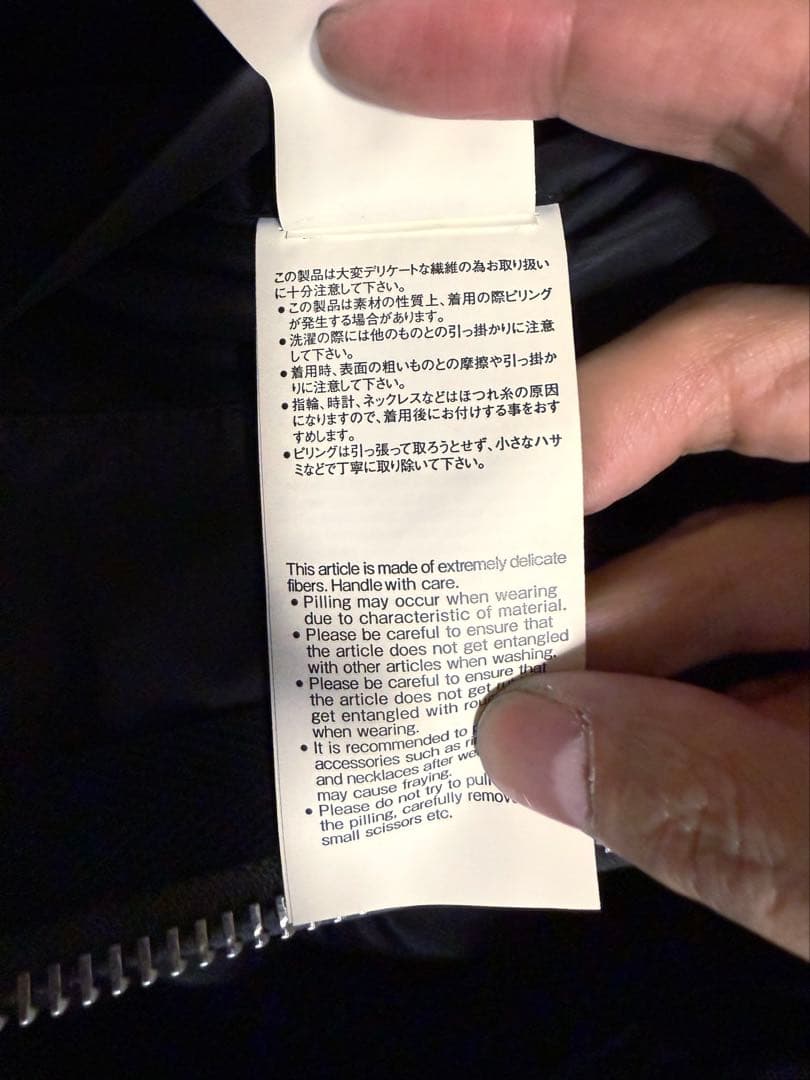 この製品は大変デリケートな繊維の為お取り扱い
に十分注意して下さい。
●この製品は素材の性質上、着用の際ピリング
が発生する場合があります。
●洗濯の際には他のものとの引っ掛かりに注意
して下さい。
●着用時、表面の粗いものとの摩擦や引っ掛か
りに注意して下さい。
●指輪、時計、ネックレスなどはほつれ糸の原因
になりますので、着用後にお付けする事をおす
すめします。
●ピリングは引っ張って取ろうとせず、小さなハサ
ミなどで丁寧に取り除いて下さい。
This article is made of extremely delicate
fibers. Handle with care.
● Pilling may occur when wearing
due to characteristic of material.
● Please be careful to ensure that
the article does not get entangled
with other articles when washing.
● Please be careful to ensure that
the article does not get
get entangled with
when wearing.
● It is recommended to
accessories such as
and necklaces after
may cause fraying.
● Please do not try to pull
the pilling, carefully
small scissors etc.